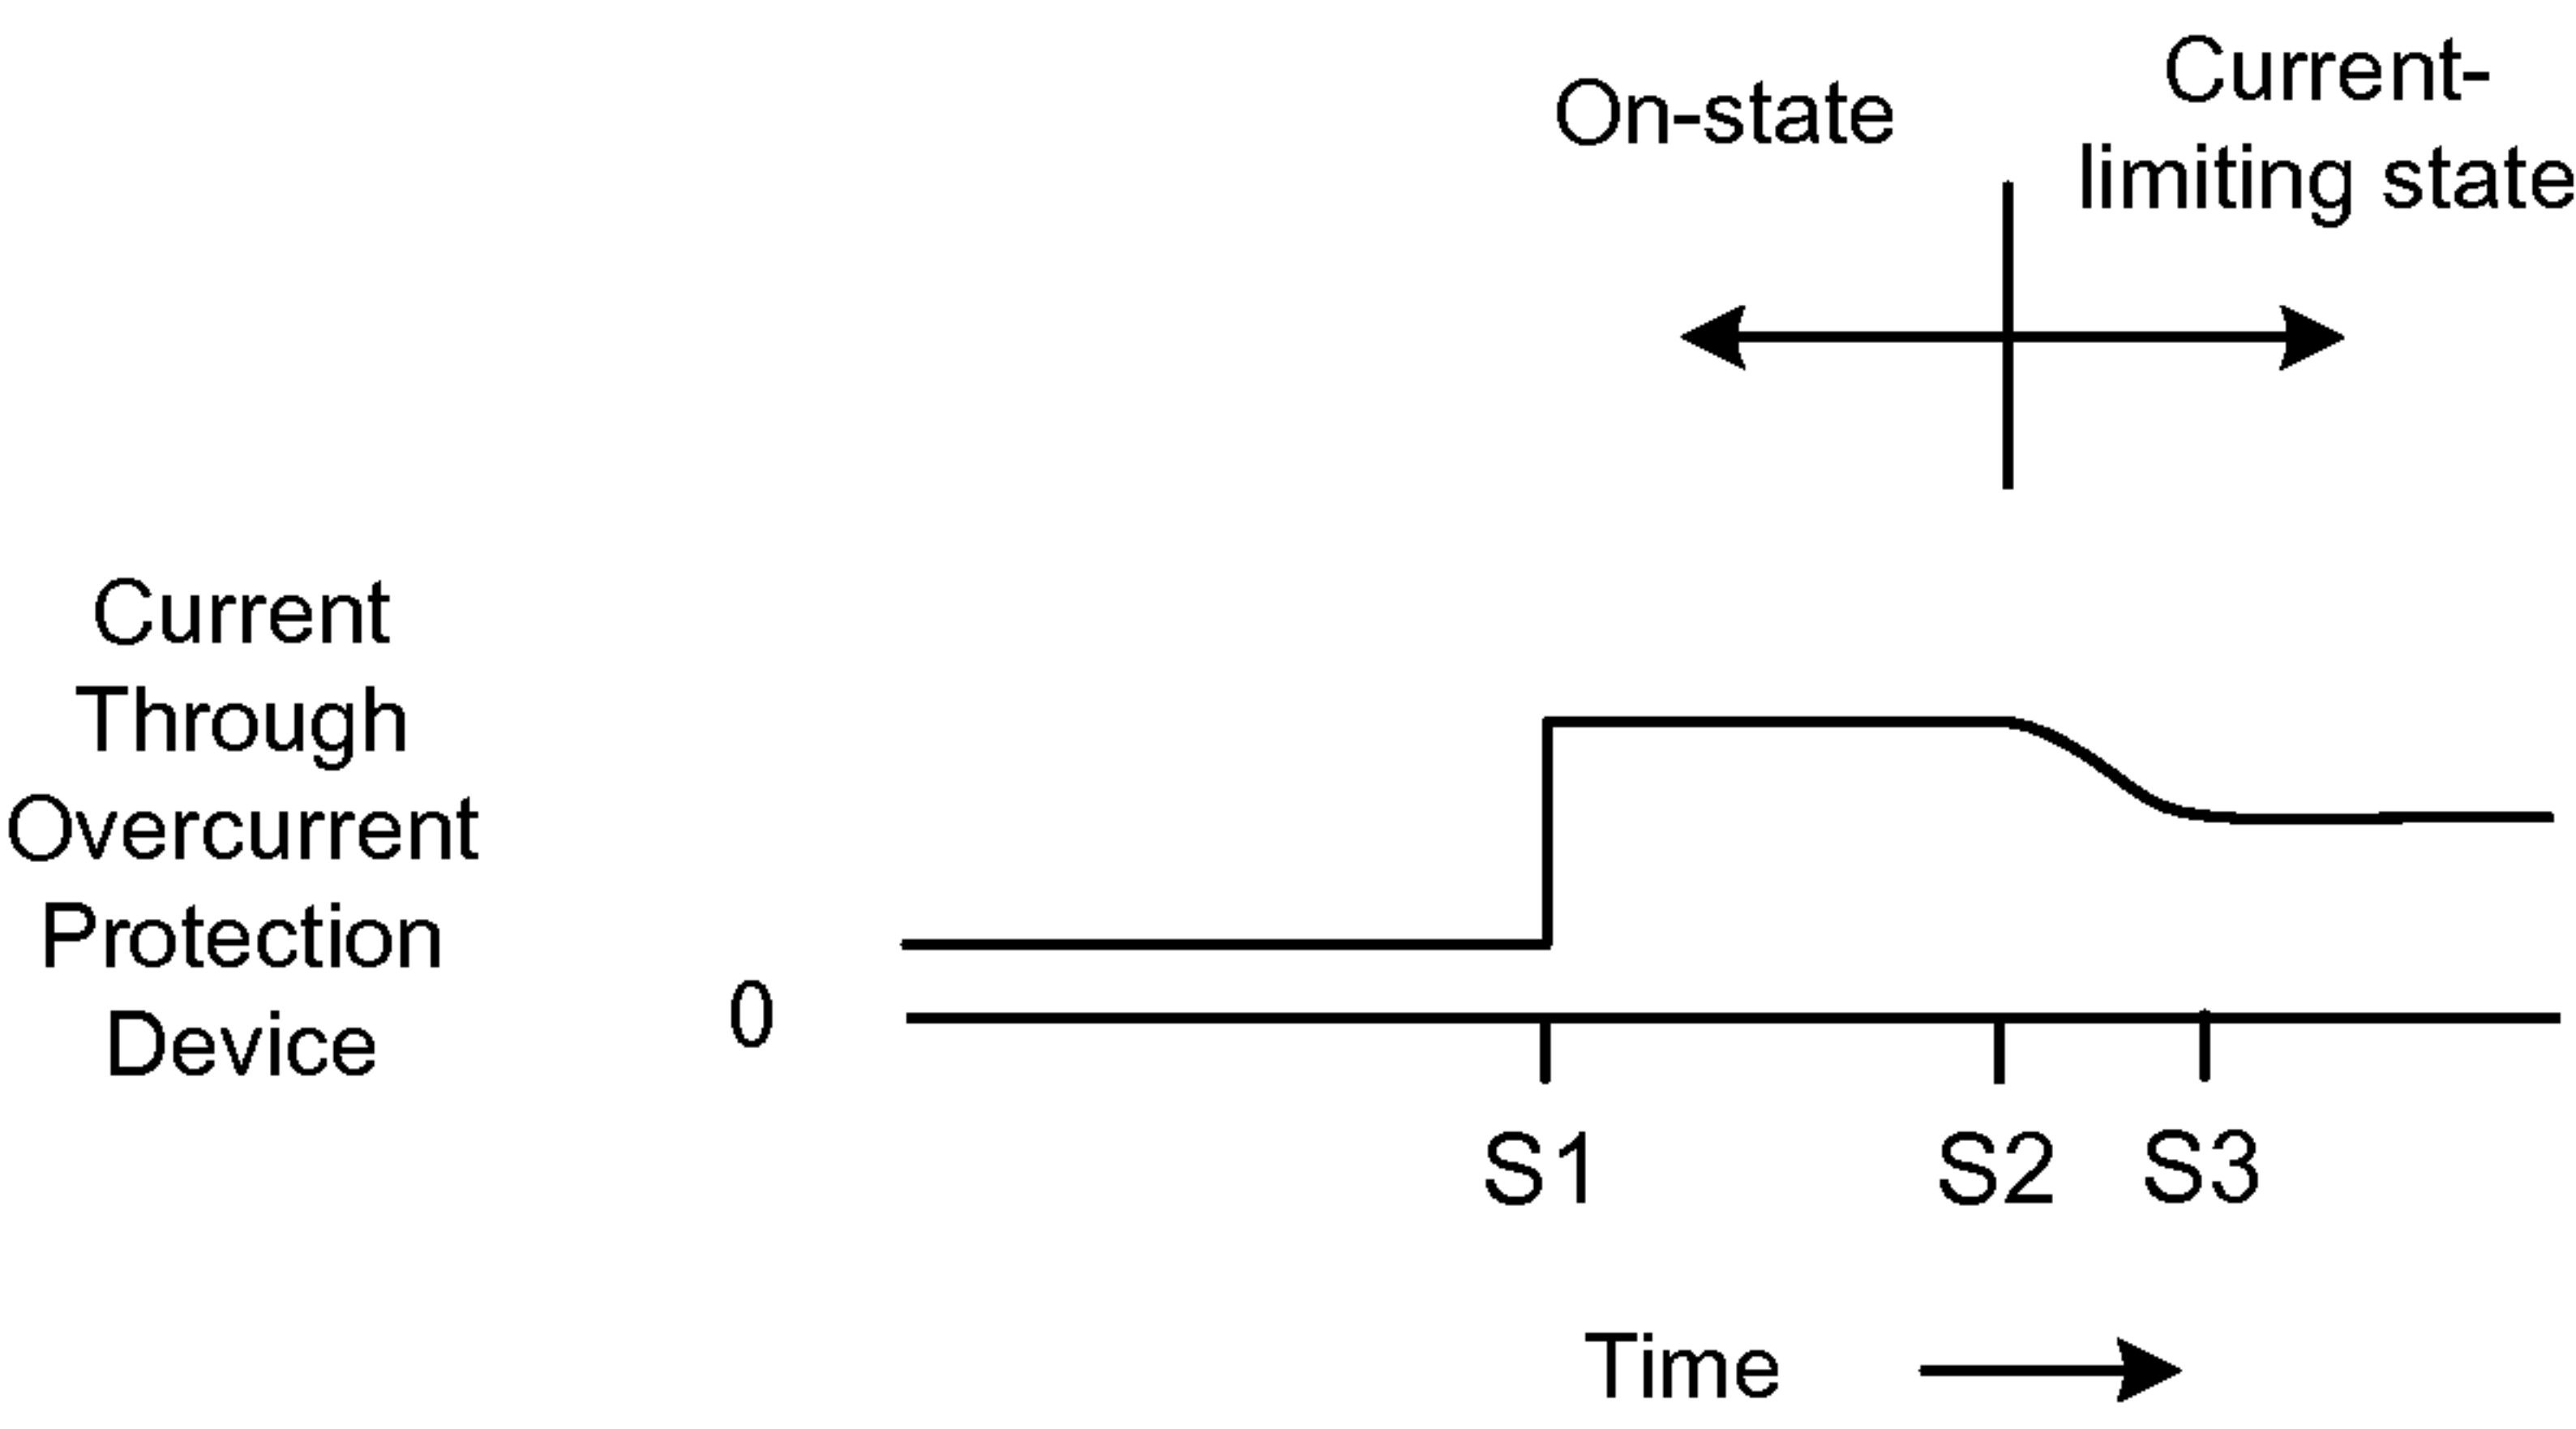 On-state
Current-
limiting state
Current
Through
Overcurrent
Protection
Device
0
S1
S2
S3
Time